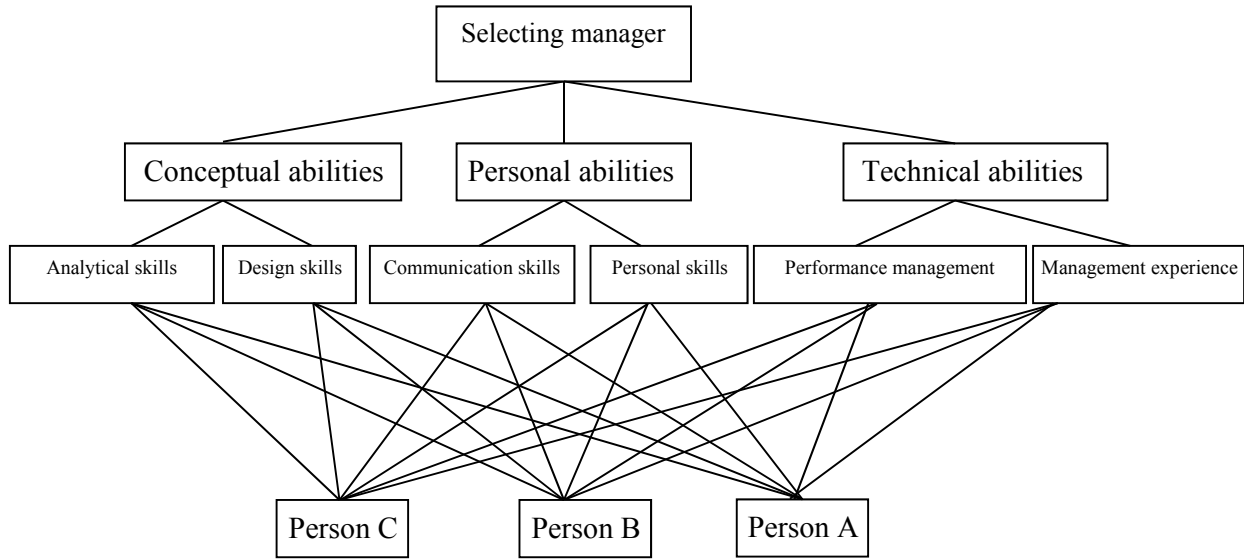 Selecting manager
Conceptual abilities
Personal abilities
Technical abilities
Analytical skills
Design skills
Communication skills
Personal skills
Performance management
Management experience
Person C
Person B
Person A